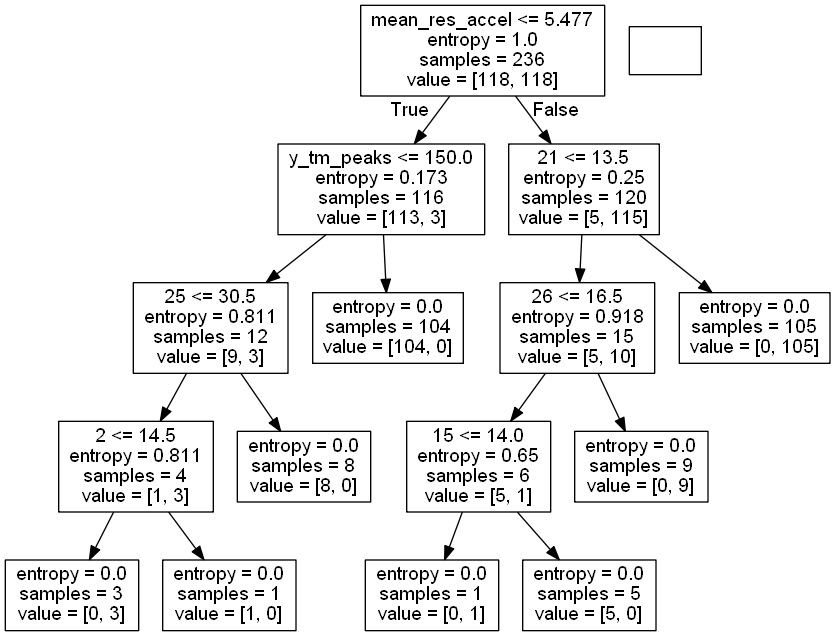 mean_res_accel <= 5.477
entropy = 1.0
samples = 236
value = [118, 118]
True
False
y_tm_peaks <= 150.0
entropy = 0.173
samples = 116
value = [113, 3]
21 <= 13.5
entropy = 0.25
samples = 120
value = [5, 115]
25 <= 30.5
entropy = 0.811
samples = 12
value = [9, 3]
entropy = 0.0
samples = 104
value = [104, 0]
26 <= 16.5
entropy = 0.918
samples = 15
value = [5, 10]
entropy = 0.0
samples = 105
value = [0, 105]
2 <= 14.5
entropy = 0.811
samples = 4
value = [1, 3]
entropy = 0.0
samples = 8
value = [8, 0]
15 <= 14.0
entropy = 0.65
samples = 6
value = [5, 1]
entropy = 0.0
samples = 9
value = [0, 9]
entropy = 0.0
samples = 3
value = [0, 3]
entropy = 0.0
samples = 1
value = [1, 0]
entropy = 0.0
samples = 1
value = [0, 1]
entropy = 0.0
samples = 5
value = [5, 0]